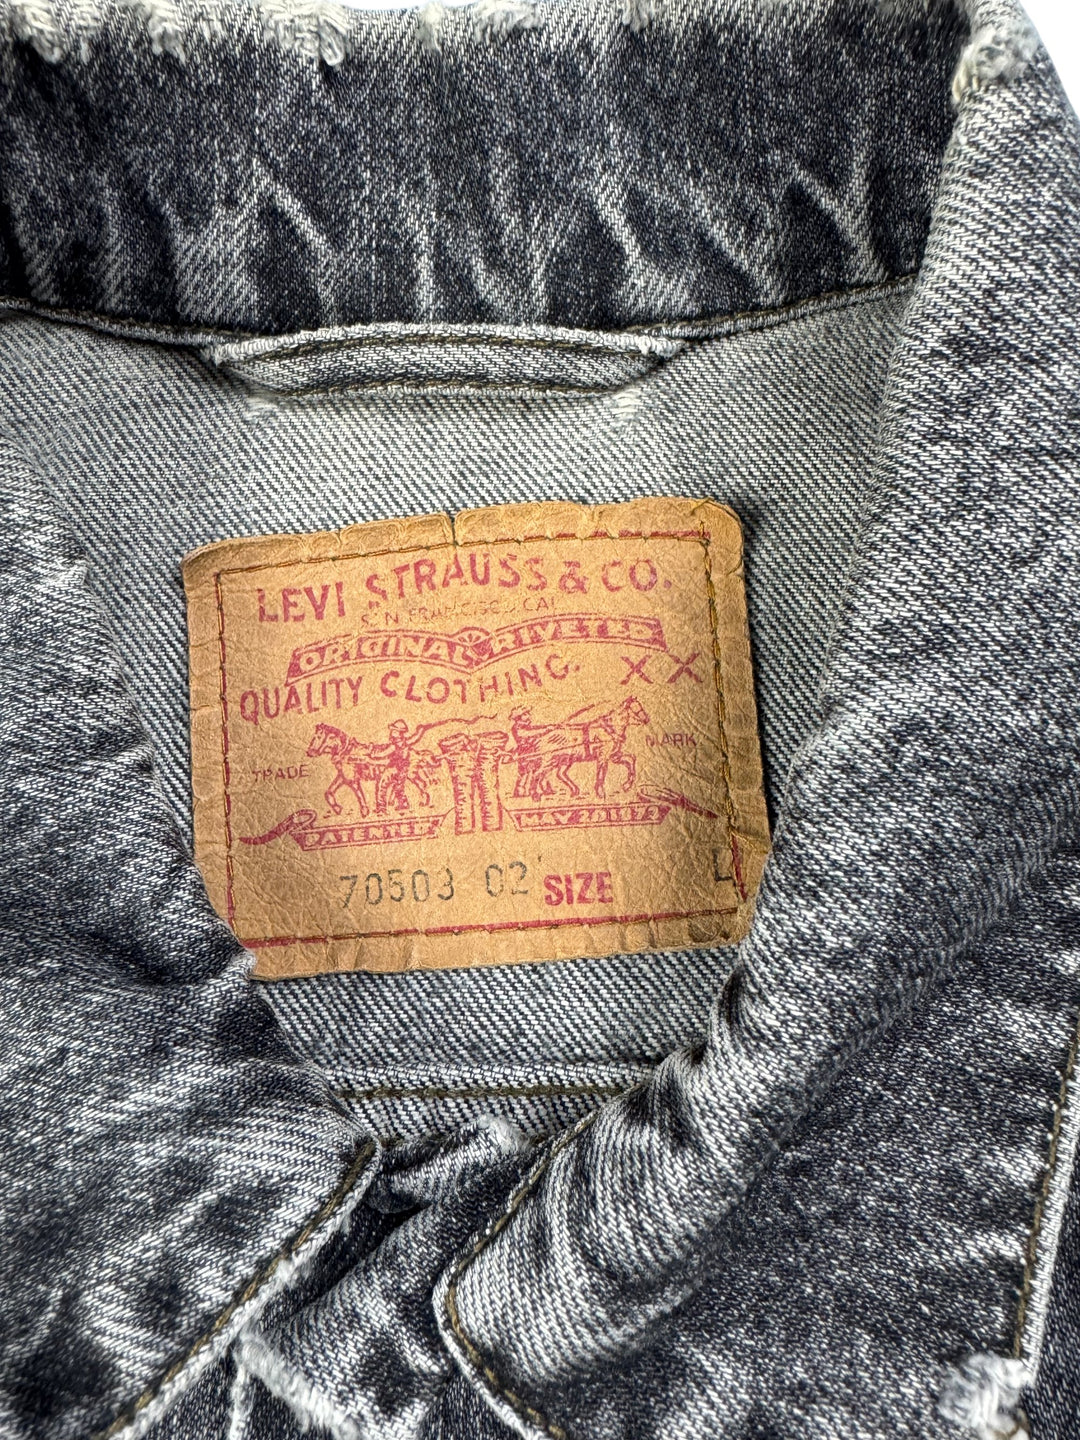 LEVI STRAUSS & CO.
SAN FRANCISCO CAL
ORIGINAL RIVETED
QUALITY CLOTHING. XX
TRADE MARK
PATENTED MAY 20 1873
70503 02 SIZE L